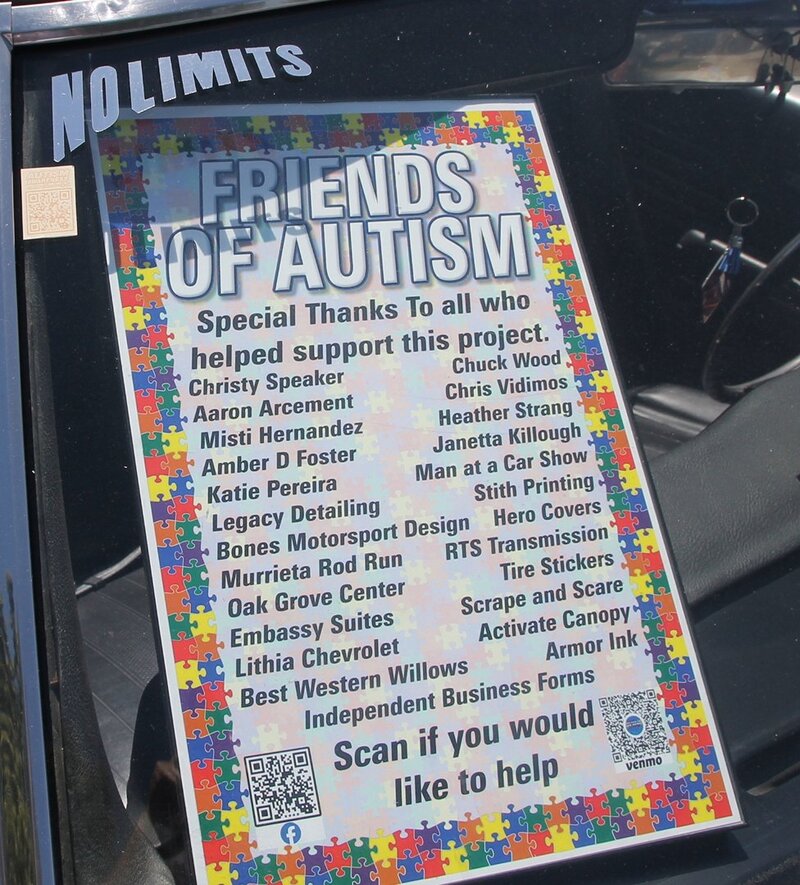 NO LIMITS
FRIENDS
OF AUTISM
Special Thanks To all who
helped support this project.
Christy Speaker
Aaron Arcement
Misti Hernandez
Amber D Foster
Katie Pereira
Legacy Detailing
Bones Motorsport Design
Murrieta Rod Run
Oak Grove Center
Embassy Suites
Lithia Chevrolet
Best Western Willows
Chuck Wood
Chris Vidimos
Heather Strang
Janetta Killough
Man at a Car Show
Stith Printing
Hero Covers
RTS Transmission
Tire Stickers
Scrape and Scare
Activate Canopy
Armor Ink
Independent Business Forms
Scan if you would
like to help
venmo